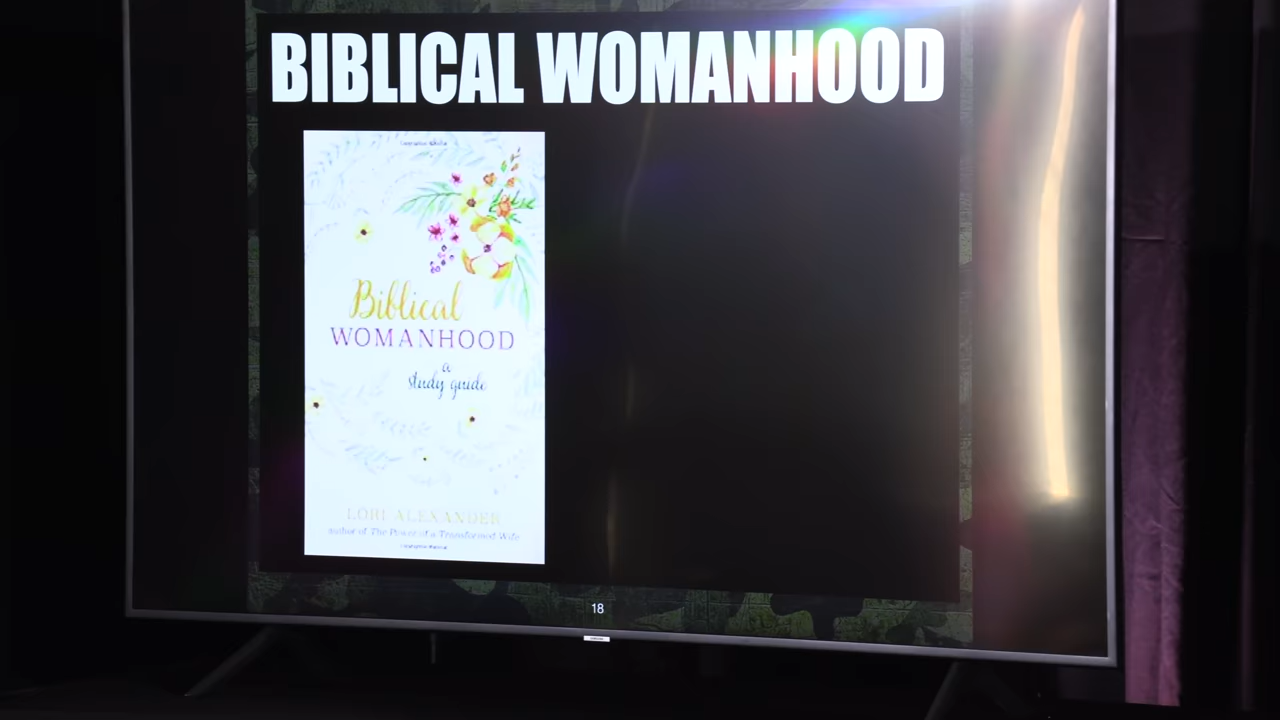 BIBLICAL WOMANHOOD
Biblical
WOMANHOOD
a
study guide
LORI ALEXANDER
author of The Power of a Transformed Wife
18